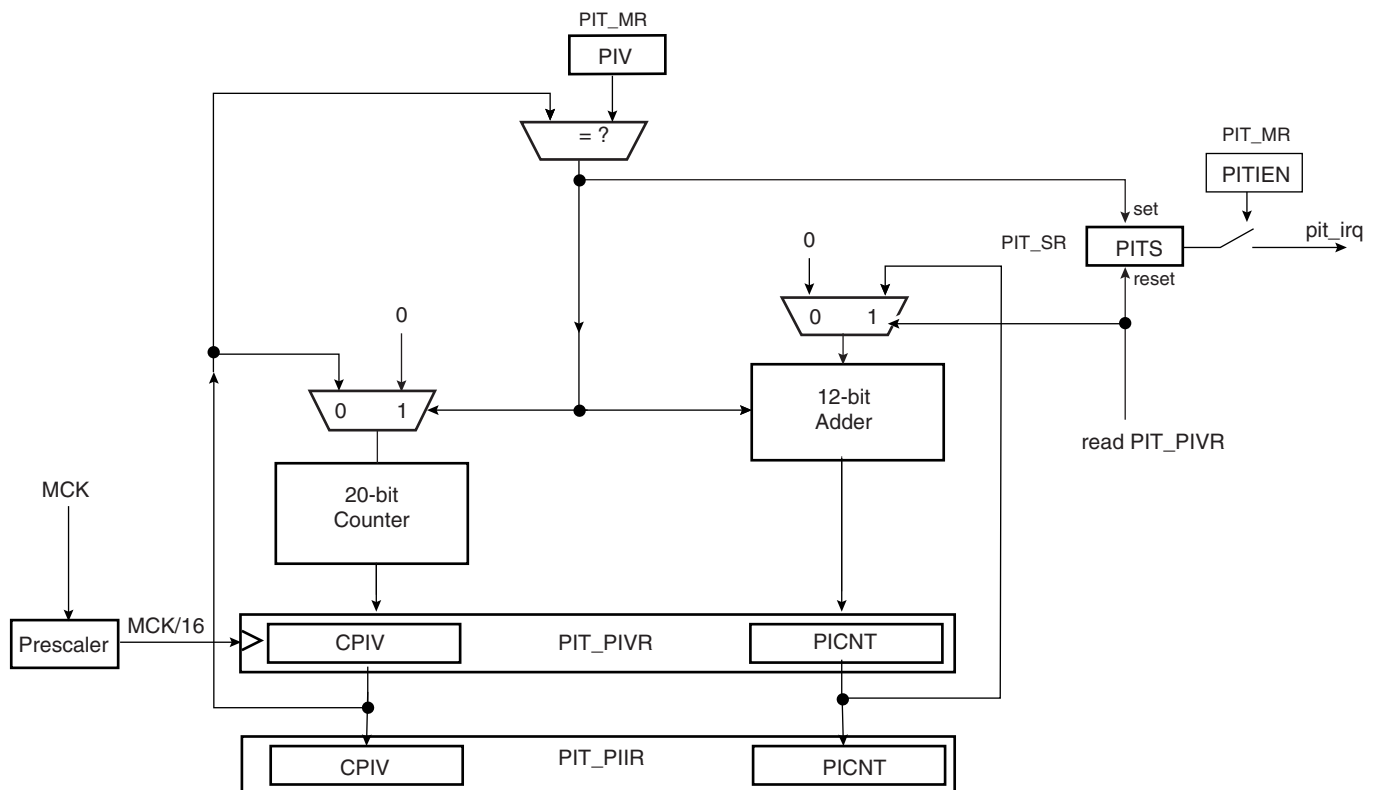 PIT_MR
PIV
= ?
PIT_MR
PITIEN
set
pit_irq
0
PIT_SR
PITS
reset
0
0 1
0 1
12-bit
Adder
read PIT_PIVR
MCK
20-bit
Counter
MCK/16
Prescaler
CPIV
PIT_PIVR
PICNT
CPIV
PIT_PIIR
PICNT